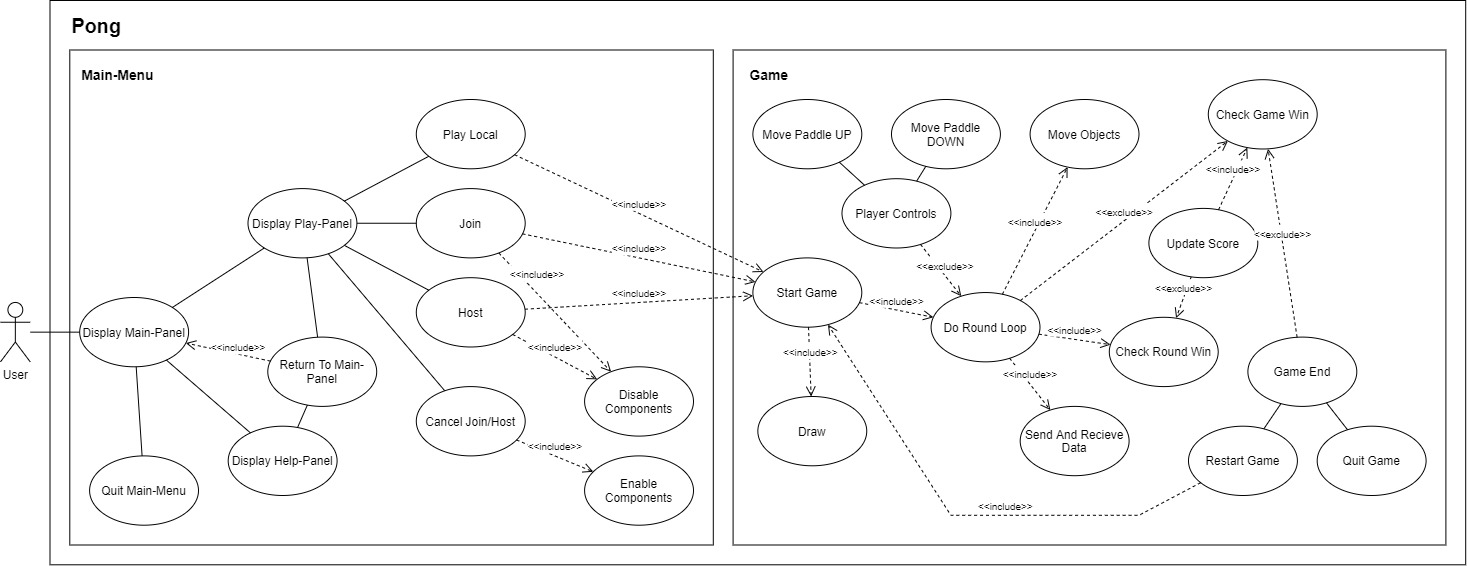 Pong
Main-Menu
Play Local
Display Play-Panel
Join
Host
<<include>>
<<include>>
<<include>>
<<include>>
<<include>>
User
Display Main-Panel
<<include>>
Return To Main-
Panel
Cancel Join/Host
Disable
Components
<<include>>
Display Help-Panel
Quit Main-Menu
Enable
Components
Game
Move Paddle UP
Move Paddle
DOWN
Move Objects
Check Game Win
Player Controls
<<include>>
<<exclude>>
<<include>>
<<exclude>>
Update Score
<<exclude>>
<<exclude>>
Start Game
<<include>>
Do Round Loop
<<include>>
Check Round Win
<<include>>
<<include>>
Game End
Draw
Send And Recieve
Data
Restart Game
Quit Game
<<include>>